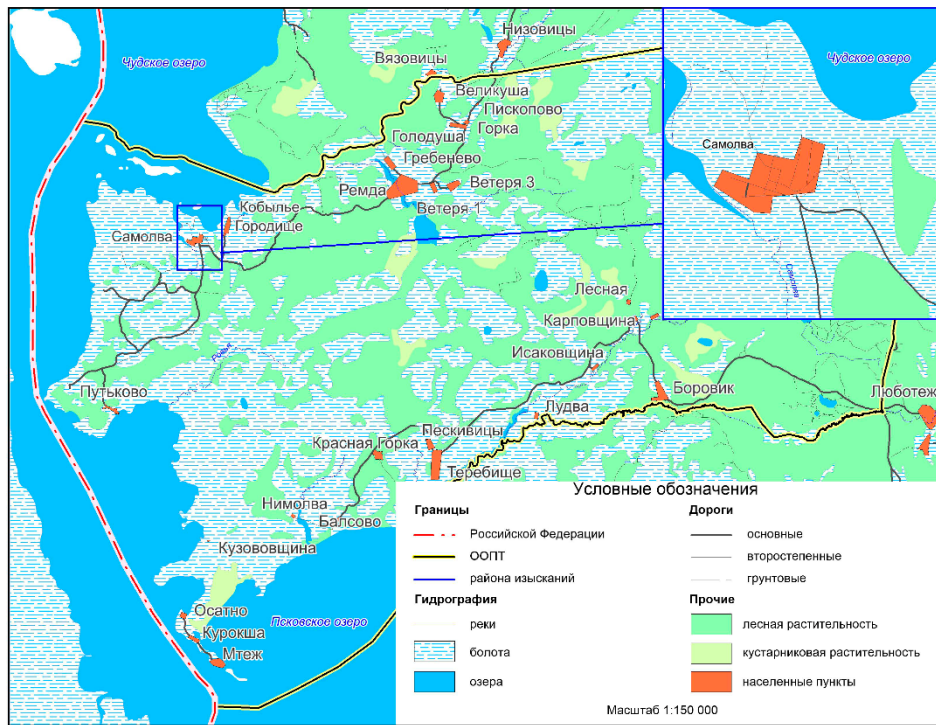 Низовицы
Чудское озеро
Чудское озеро
Вязовицы
Великуша
Пископово
Горка
Голодуша
Самолва
Гребенево
Ремда
Ветеря 3
Кобылье
Городище
Ветеря 1
Самолва
Самолва
Лесная
Карповщина
Ровья
Исаковщина
Путьково
Боровик
Люботеж
Лудва
Пескивицы
Красная Горка
Теребище
Нимолва
Балсово
Кузововщина
Осатно
Псковское озеро
Курокша
Мтеж
Условные обозначения
Границы
Дороги
Российской Федерации
основные
ООПТ
второстепенные
района изысканий
грунтовые
Гидрография
Прочие
реки
лесная растительность
болота
кустарниковая растительность
озера
населенные пункты
Масштаб 1:150 000